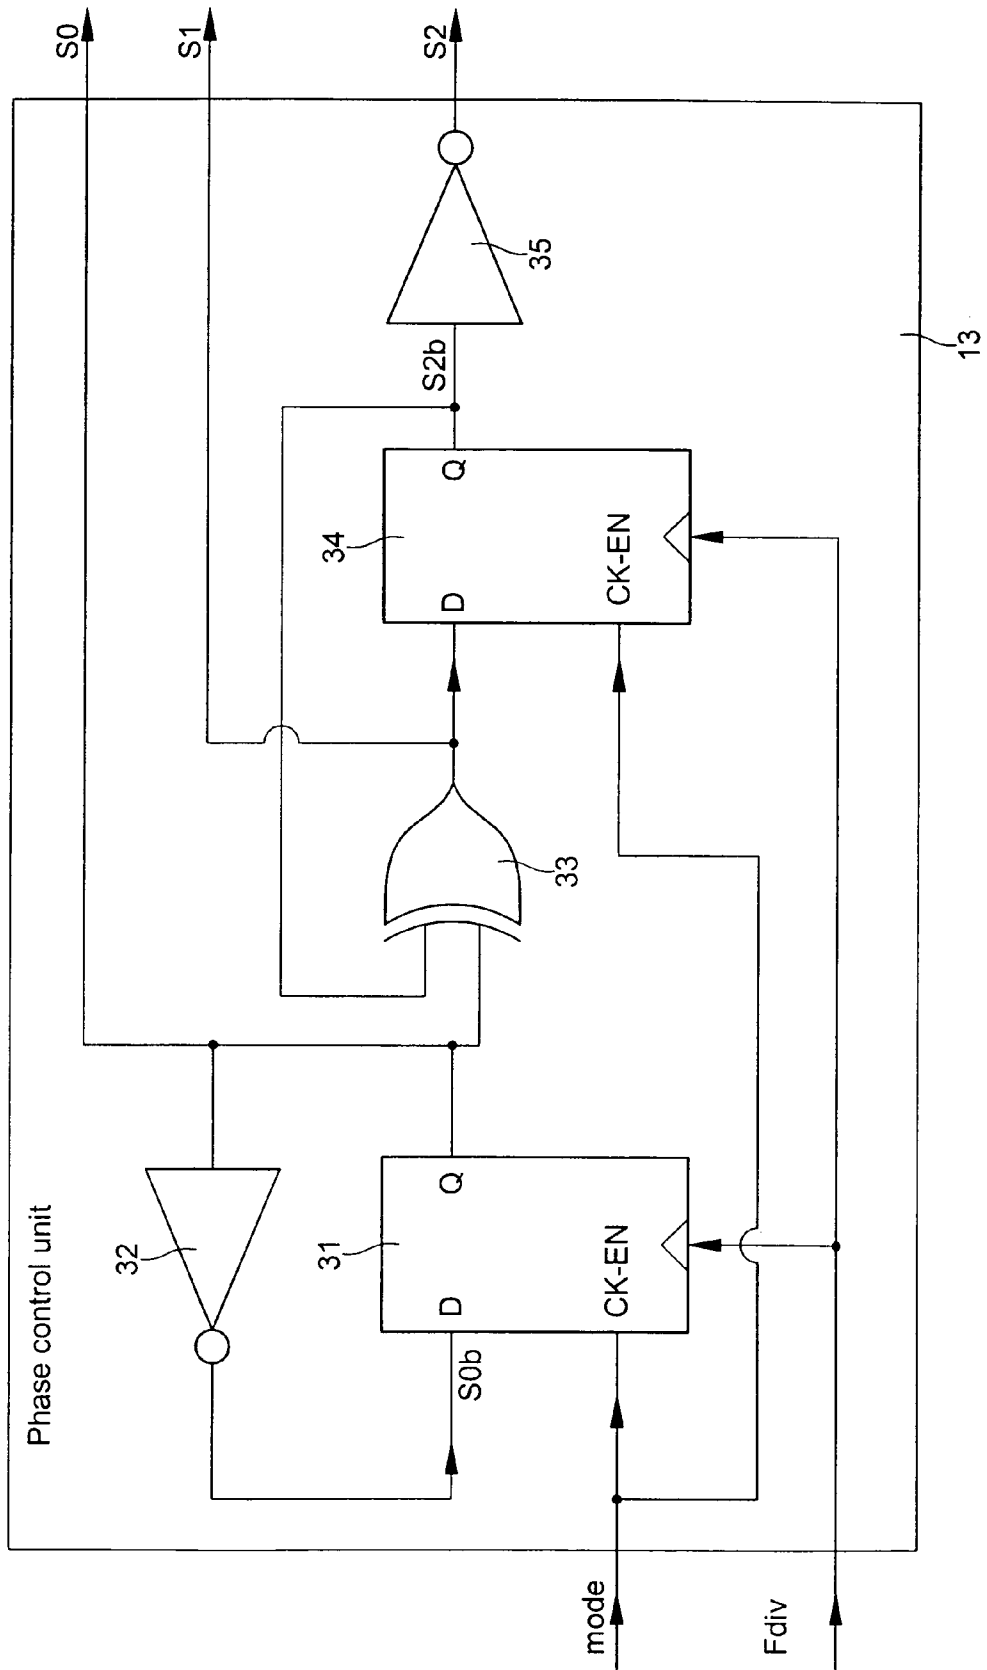 Phase control unit
S0
S1
S2
32
31
D
Q
CK-EN
S0b
33
34
D
Q
CK-EN
S2b
35
mode
Fdiv
13